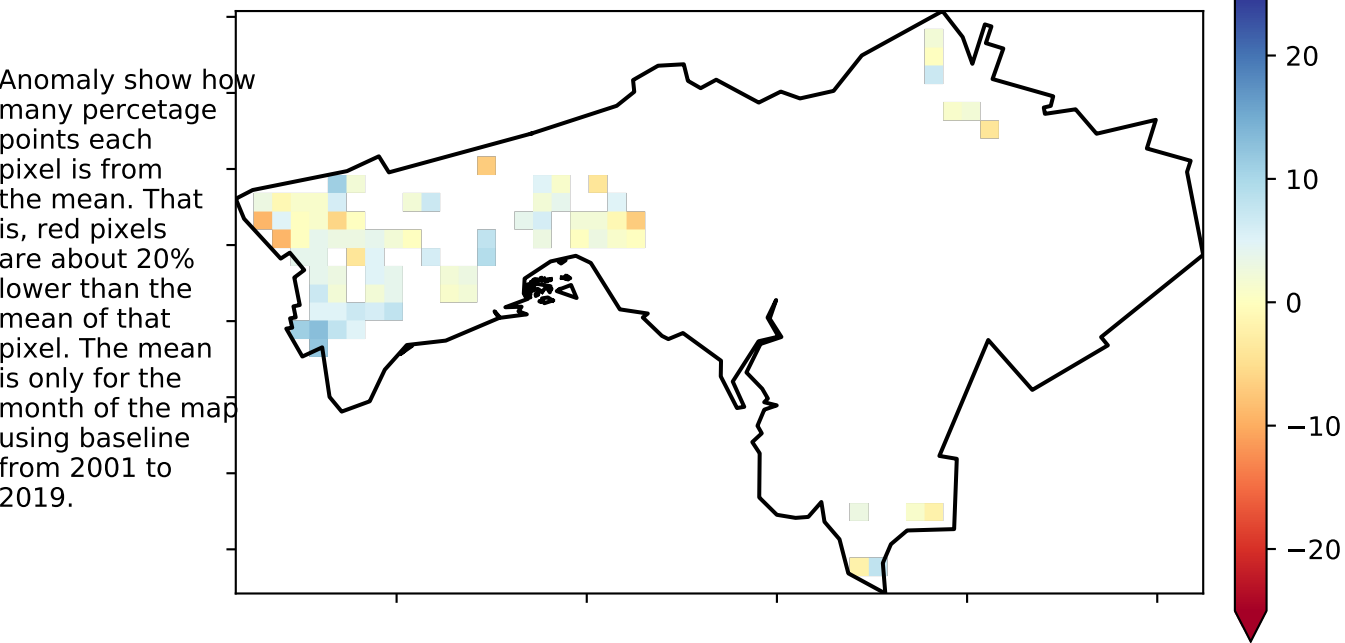 Anomaly show how
many percetage
points each
pixel is from
the mean. That
is, red pixels
are about 20%
lower than the
mean of that
pixel. The mean
is only for the
month of the map
using baseline
from 2001 to
2019.
20
10
0
−10
−20